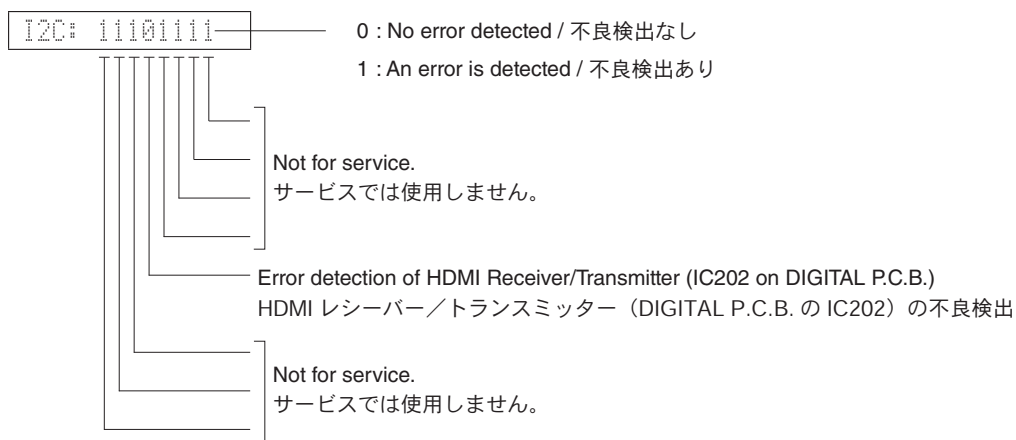 I2C: 11101111
0 : No error detected / 不良検出なし
1 : An error is detected / 不良検出あり
Not for service.
サービスでは使用しません。
Error detection of HDMI Receiver/Transmitter (IC202 on DIGITAL P.C.B.)
HDMI レシーバー／トランスミッター（DIGITAL P.C.B. の IC202）の不良検出
Not for service.
サービスでは使用しません。